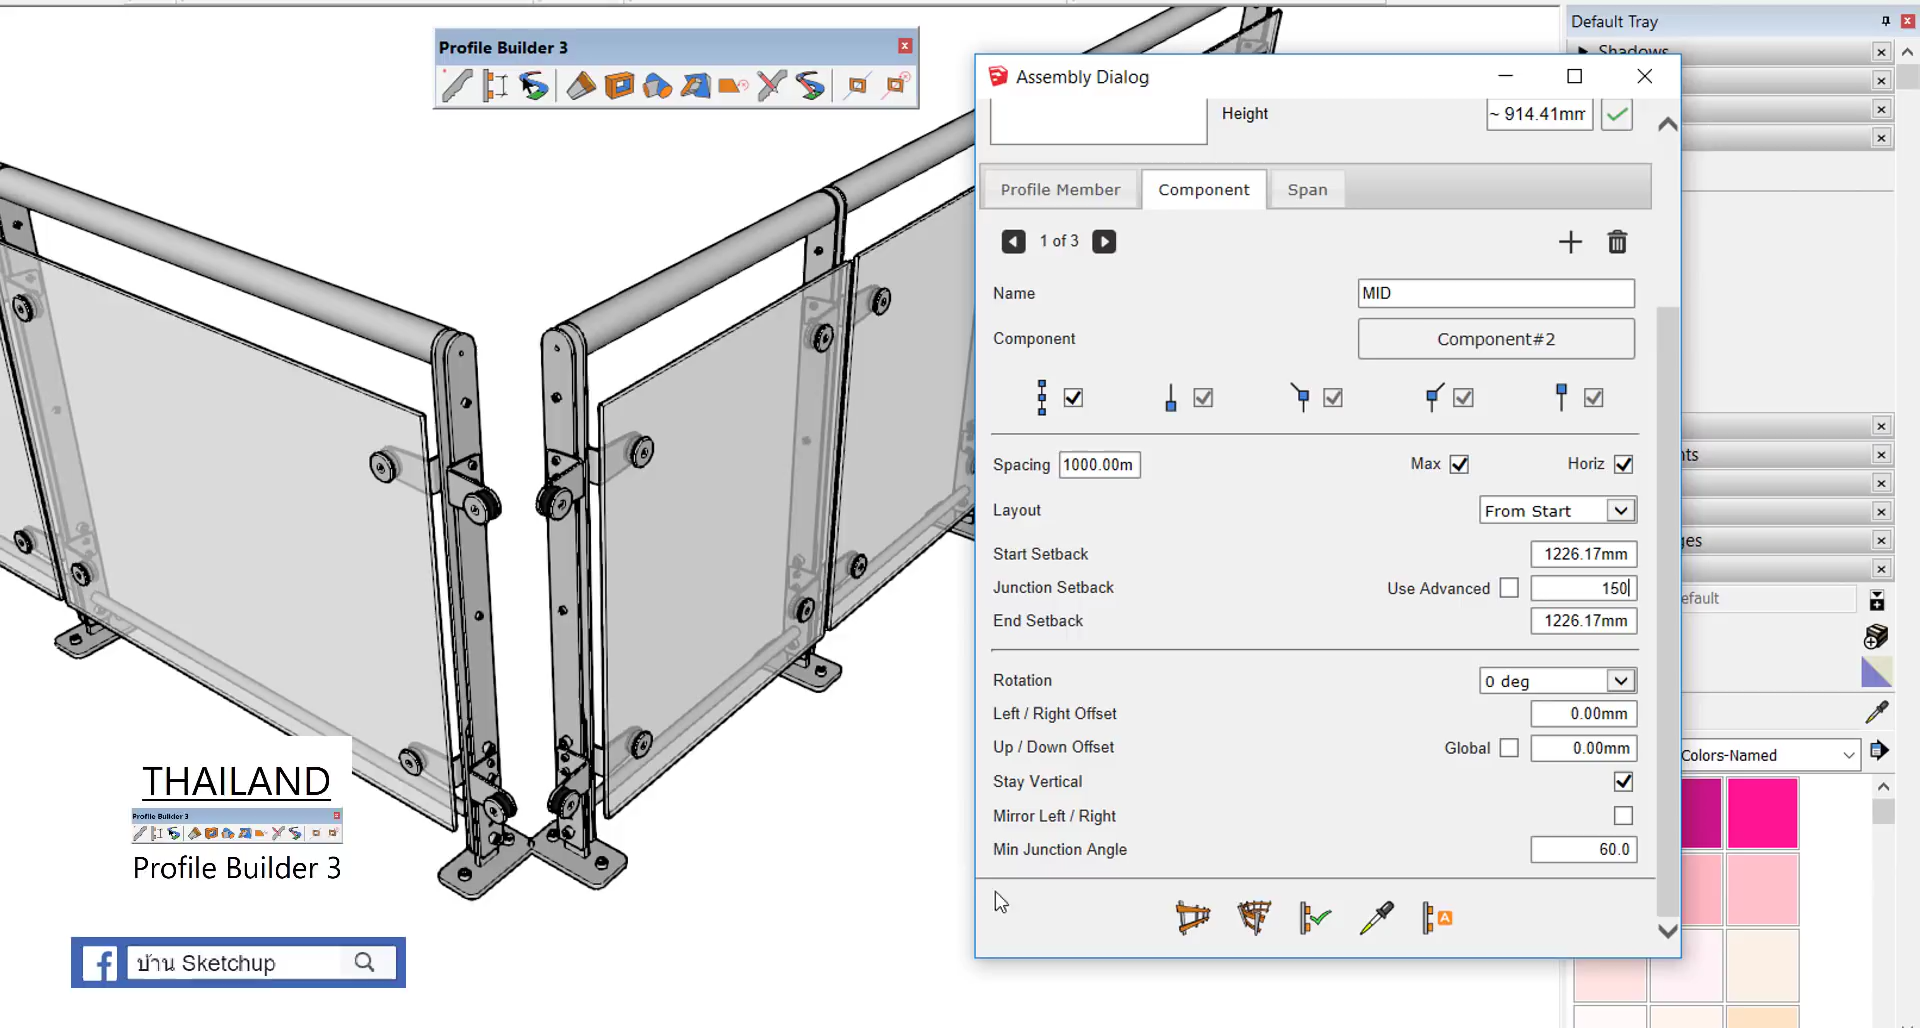 Default Tray
Shadows
Profile Builder 3
Assembly Dialog
Height
~ 914.41mm
Profile Member
Component
Span
1 of 3
Name
MID
Component
Component#2
Spacing
1000.00m
Max
Horiz
Layout
From Start
Start Setback
1226.17mm
Junction Setback
Use Advanced
150
End Setback
1226.17mm
Rotation
0 deg
Left / Right Offset
0.00mm
Up / Down Offset
Global
0.00mm
Stay Vertical
Mirror Left / Right
Min Junction Angle
60.0
A
nts
ges
efault
Colors-Named
THAILAND
Profile Builder 3
Profile Builder 3
f
บ้าน Sketchup